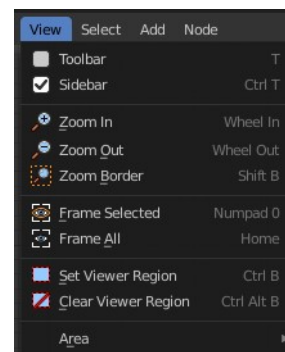 View Select Add Node
Toolbar T
Sidebar Ctrl T
Zoom In Wheel In
Zoom Out Wheel Out
Zoom Border Shift B
Frame Selected Numpad 0
Frame All Home
Set Viewer Region Ctrl B
Clear Viewer Region Ctrl Alt B
Area